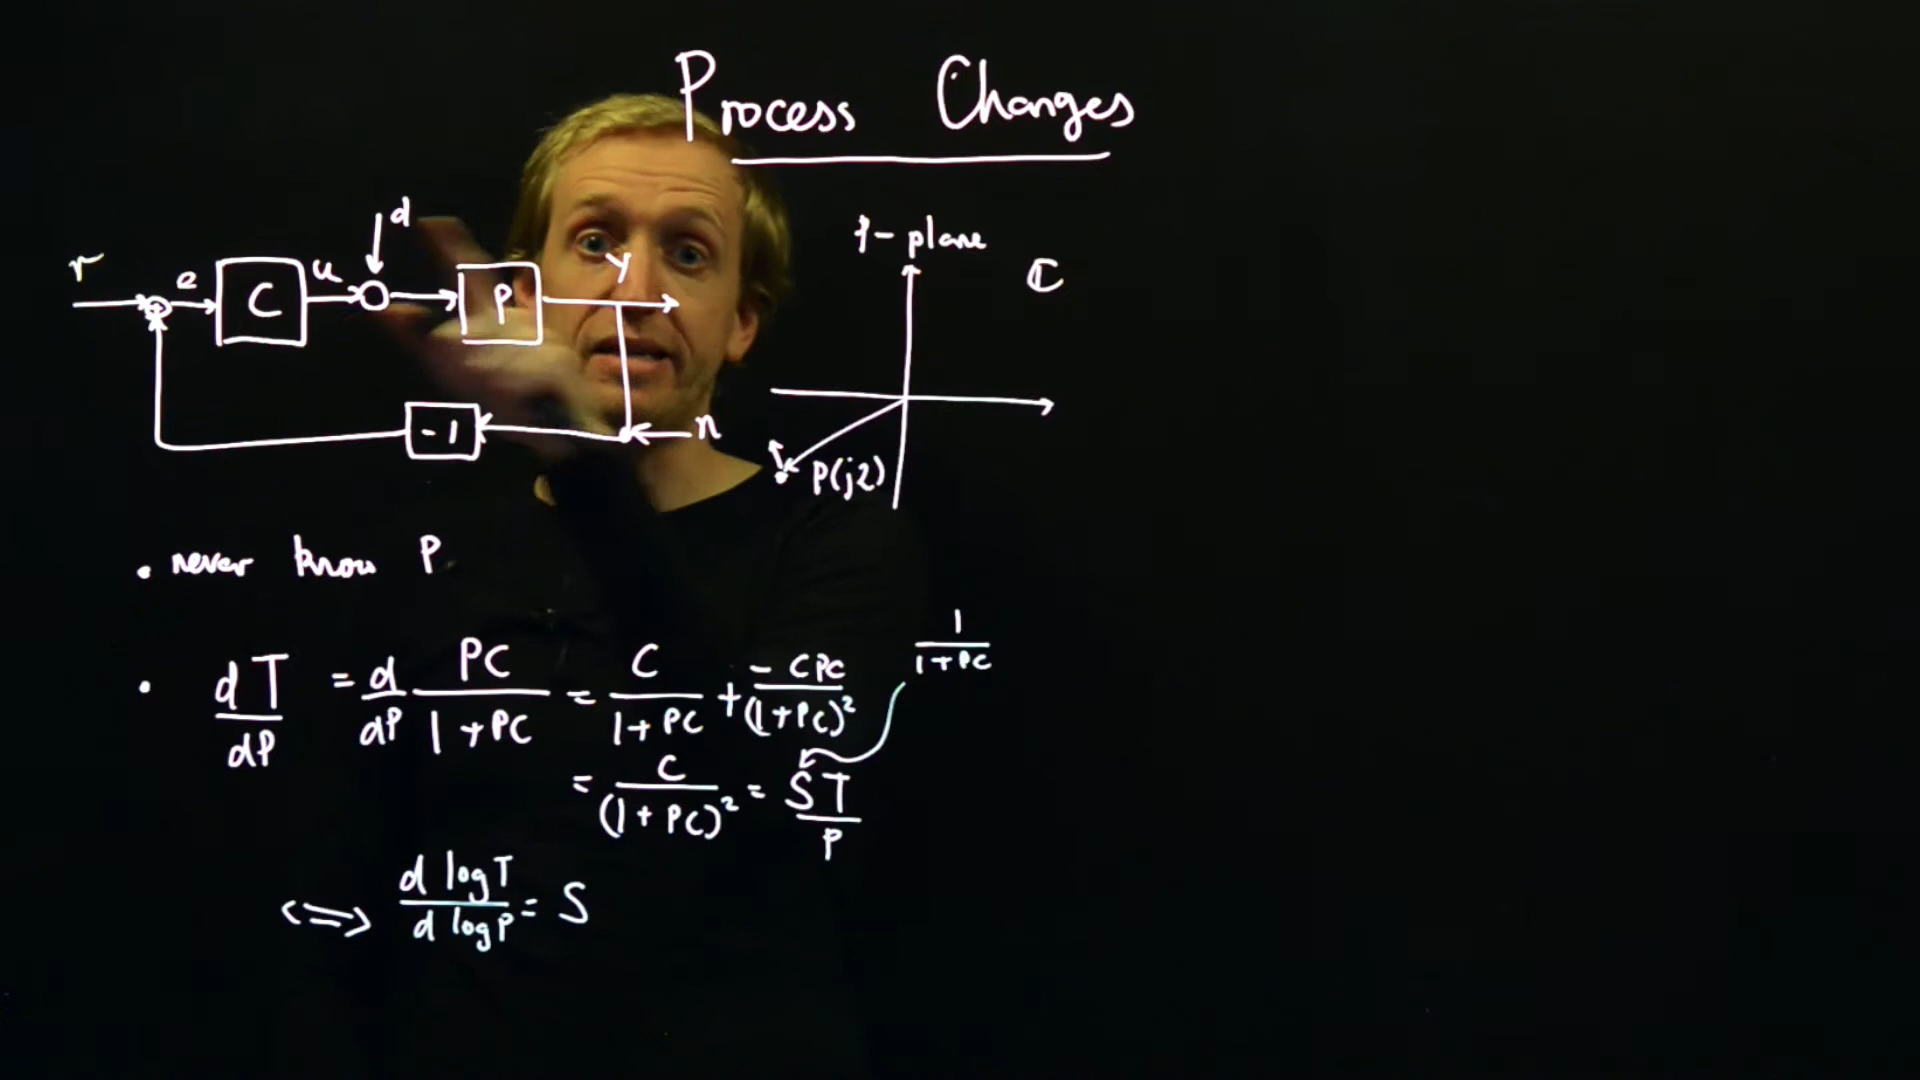 Process Changes
d
r e C u P y
-1 n
P-plane
C
P(j2)
• never know P
• dT/dP = d/dP PC/(1+PC) = C/(1+PC) + -CPC/(1+PC)²
1/(1+PC)
= C/(1+PC)² = ST/P
<=> d log T/d log P = S